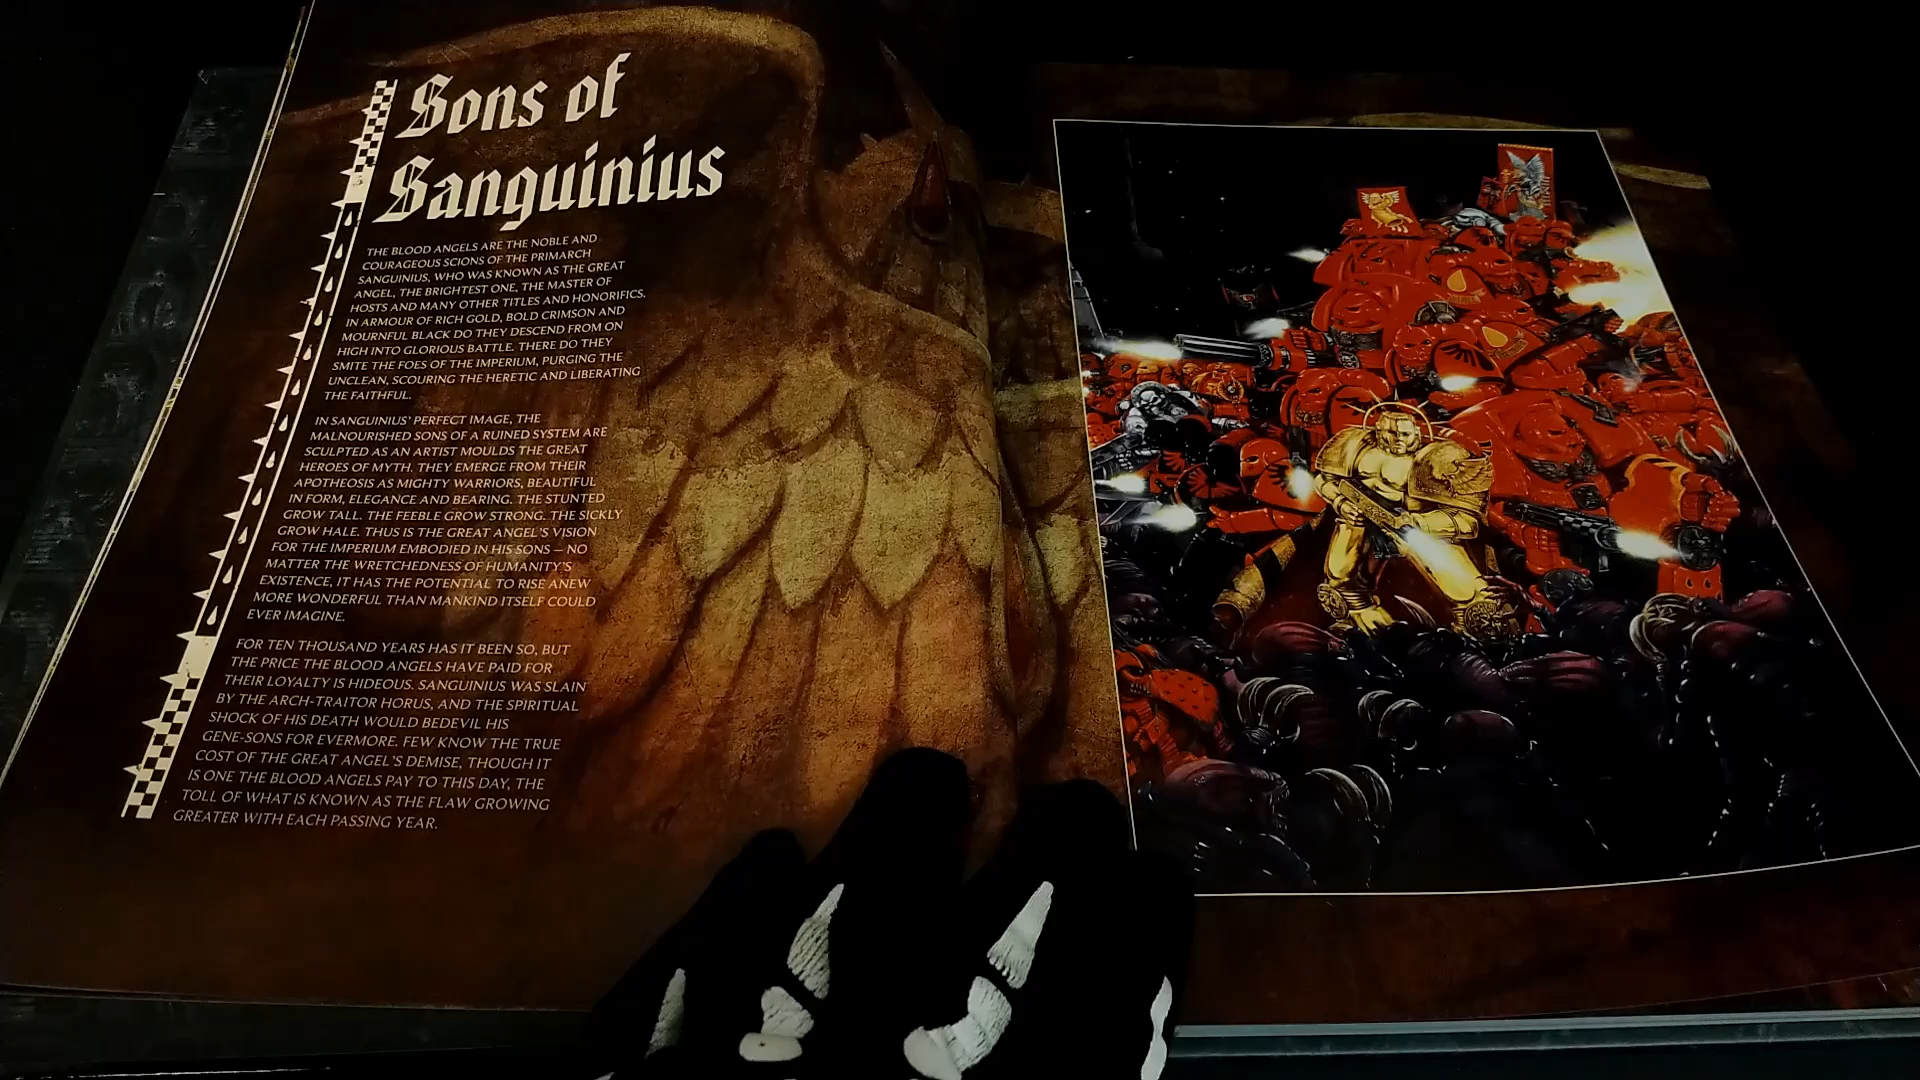 Sons of
Sanguinius
THE BLOOD ANGELS ARE THE NOBLE AND
COURAGEOUS SCIONS OF THE PRIMARCH
SANGUINIUS, WHO WAS KNOWN AS THE GREAT
ANGEL, THE BRIGHTEST ONE, THE MASTER OF
HOSTS AND MANY OTHER TITLES AND HONORIFICS.
IN ARMOUR OF RICH GOLD, BOLD CRIMSON AND
MOURNFUL BLACK DO THEY DESCEND FROM ON
HIGH INTO GLORIOUS BATTLE. THERE DO THEY
SMITE THE FOES OF THE IMPERIUM, PURGING THE
UNCLEAN, SCOURING THE HERETIC AND LIBERATING
THE FAITHFUL.
IN SANGUINIUS' PERFECT IMAGE, THE
MALNOURISHED SONS OF A RUINED SYSTEM ARE
SCULPTED AS AN ARTIST MOULDS THE GREAT
HEROES OF MYTH. THEY EMERGE FROM THEIR
APOTHEOSIS AS MIGHTY WARRIORS, BEAUTIFUL
IN FORM, ELEGANCE AND BEARING. THE STUNTED
GROW TALL. THE FEEBLE GROW STRONG. THE SICKLY
GROW HALE. THUS IS THE GREAT ANGEL'S VISION
FOR THE IMPERIUM EMBODIED IN HIS SONS – NO
MATTER THE WRETCHEDNESS OF HUMANITY'S
EXISTENCE, IT HAS THE POTENTIAL TO RISE ANEW
MORE WONDERFUL THAN MANKIND ITSELF COULD
EVER IMAGINE.
FOR TEN THOUSAND YEARS HAS IT BEEN SO, BUT
THE PRICE THE BLOOD ANGELS HAVE PAID FOR
THEIR LOYALTY IS HIDEOUS. SANGUINIUS WAS SLAIN
BY THE ARCH-TRAITOR HORUS, AND THE SPIRITUAL
SHOCK OF HIS DEATH WOULD BEDEVIL HIS
GENE-SONS FOR EVERMORE. FEW KNOW THE TRUE
COST OF THE GREAT ANGEL'S DEMISE, THOUGH IT
IS ONE THE BLOOD ANGELS PAY TO THIS DAY, THE
TOLL OF WHAT IS KNOWN AS THE FLAW GROWING
GREATER WITH EACH PASSING YEAR.